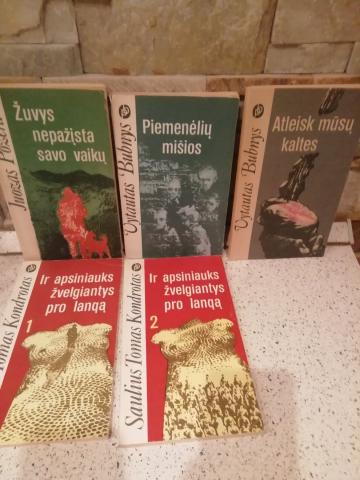 Juozas Požėra
Žuvys
nepažįsta
savo vaikų
Vytautas Bubnys
Piemenėlių
mišios
Vytautas Bubnys
Atleisk mūsų
kaltes
Tomas Kondrotas
Ir apsiniauks
žvelgiantys
pro langą
1
Saulius Tomas Kondrotas
Ir apsiniauks
žvelgiantys
pro langą
2